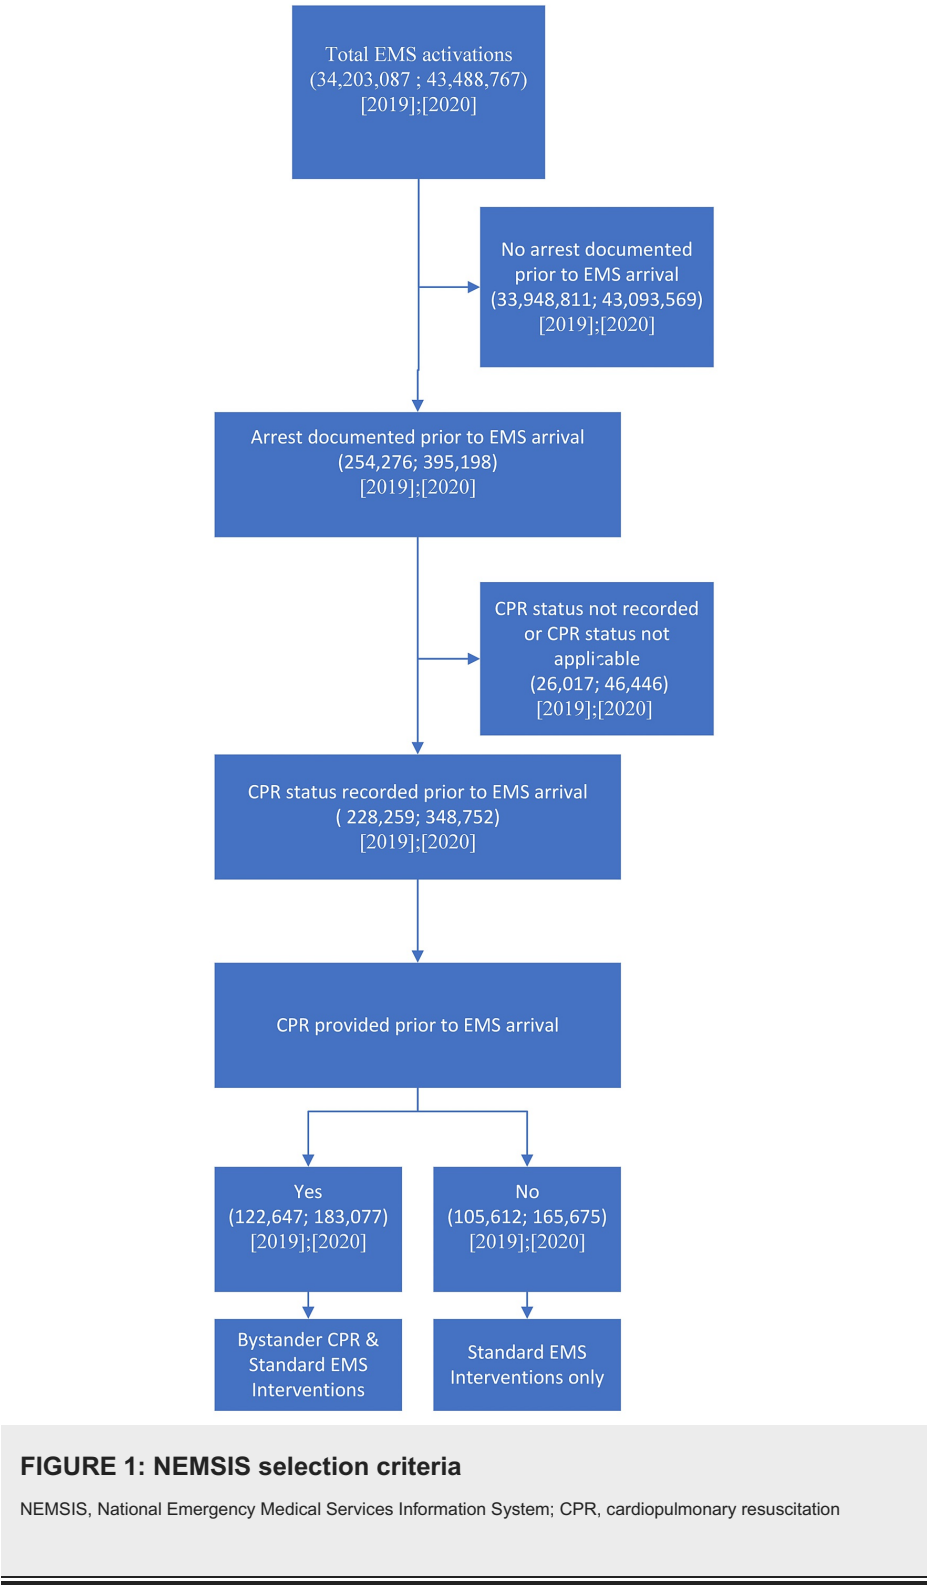 Total EMS activations
(34,203,087 ; 43,488,767)
[2019];[2020]
No arrest documented
prior to EMS arrival
(33,948,811; 43,093,569)
[2019];[2020]
Arrest documented prior to EMS arrival
(254,276; 395,198)
[2019];[2020]
CPR status not recorded
or CPR status not
applicable
(26,017; 46,446)
[2019];[2020]
CPR status recorded prior to EMS arrival
( 228,259; 348,752)
[2019];[2020]
CPR provided prior to EMS arrival
Yes
(122,647; 183,077)
[2019];[2020]
No
(105,612; 165,675)
[2019];[2020]
Bystander CPR &
Standard EMS
Interventions
Standard EMS
Interventions only
FIGURE 1: NEMSIS selection criteria
NEMSIS, National Emergency Medical Services Information System; CPR, cardiopulmonary resuscitation